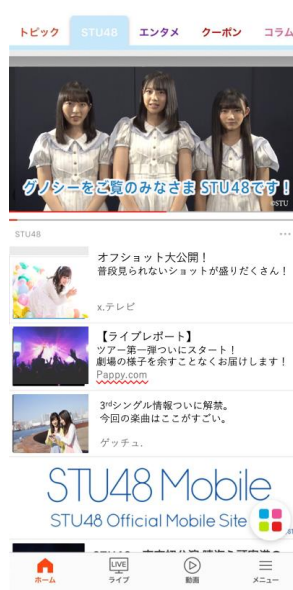 トピック STU48 エンタメ クーポン コラム
グノシーをご覧のみなさま STU48です！
©STU
STU48
オフショット大公開！
普段見られないショットが盛りだくさん！
x.テレビ
【ライブレポート】
ツアー第一弾ついにスタート！
劇場の様子を余すことなくお届けします！
Pappy.com
3rdシングル情報ついに解禁。
今回の楽曲はここがすごい。
ゲッチュ.
STU48 Mobile
STU48 Official Mobile Site
LIVE
ホーム ライブ 動画 メニュー